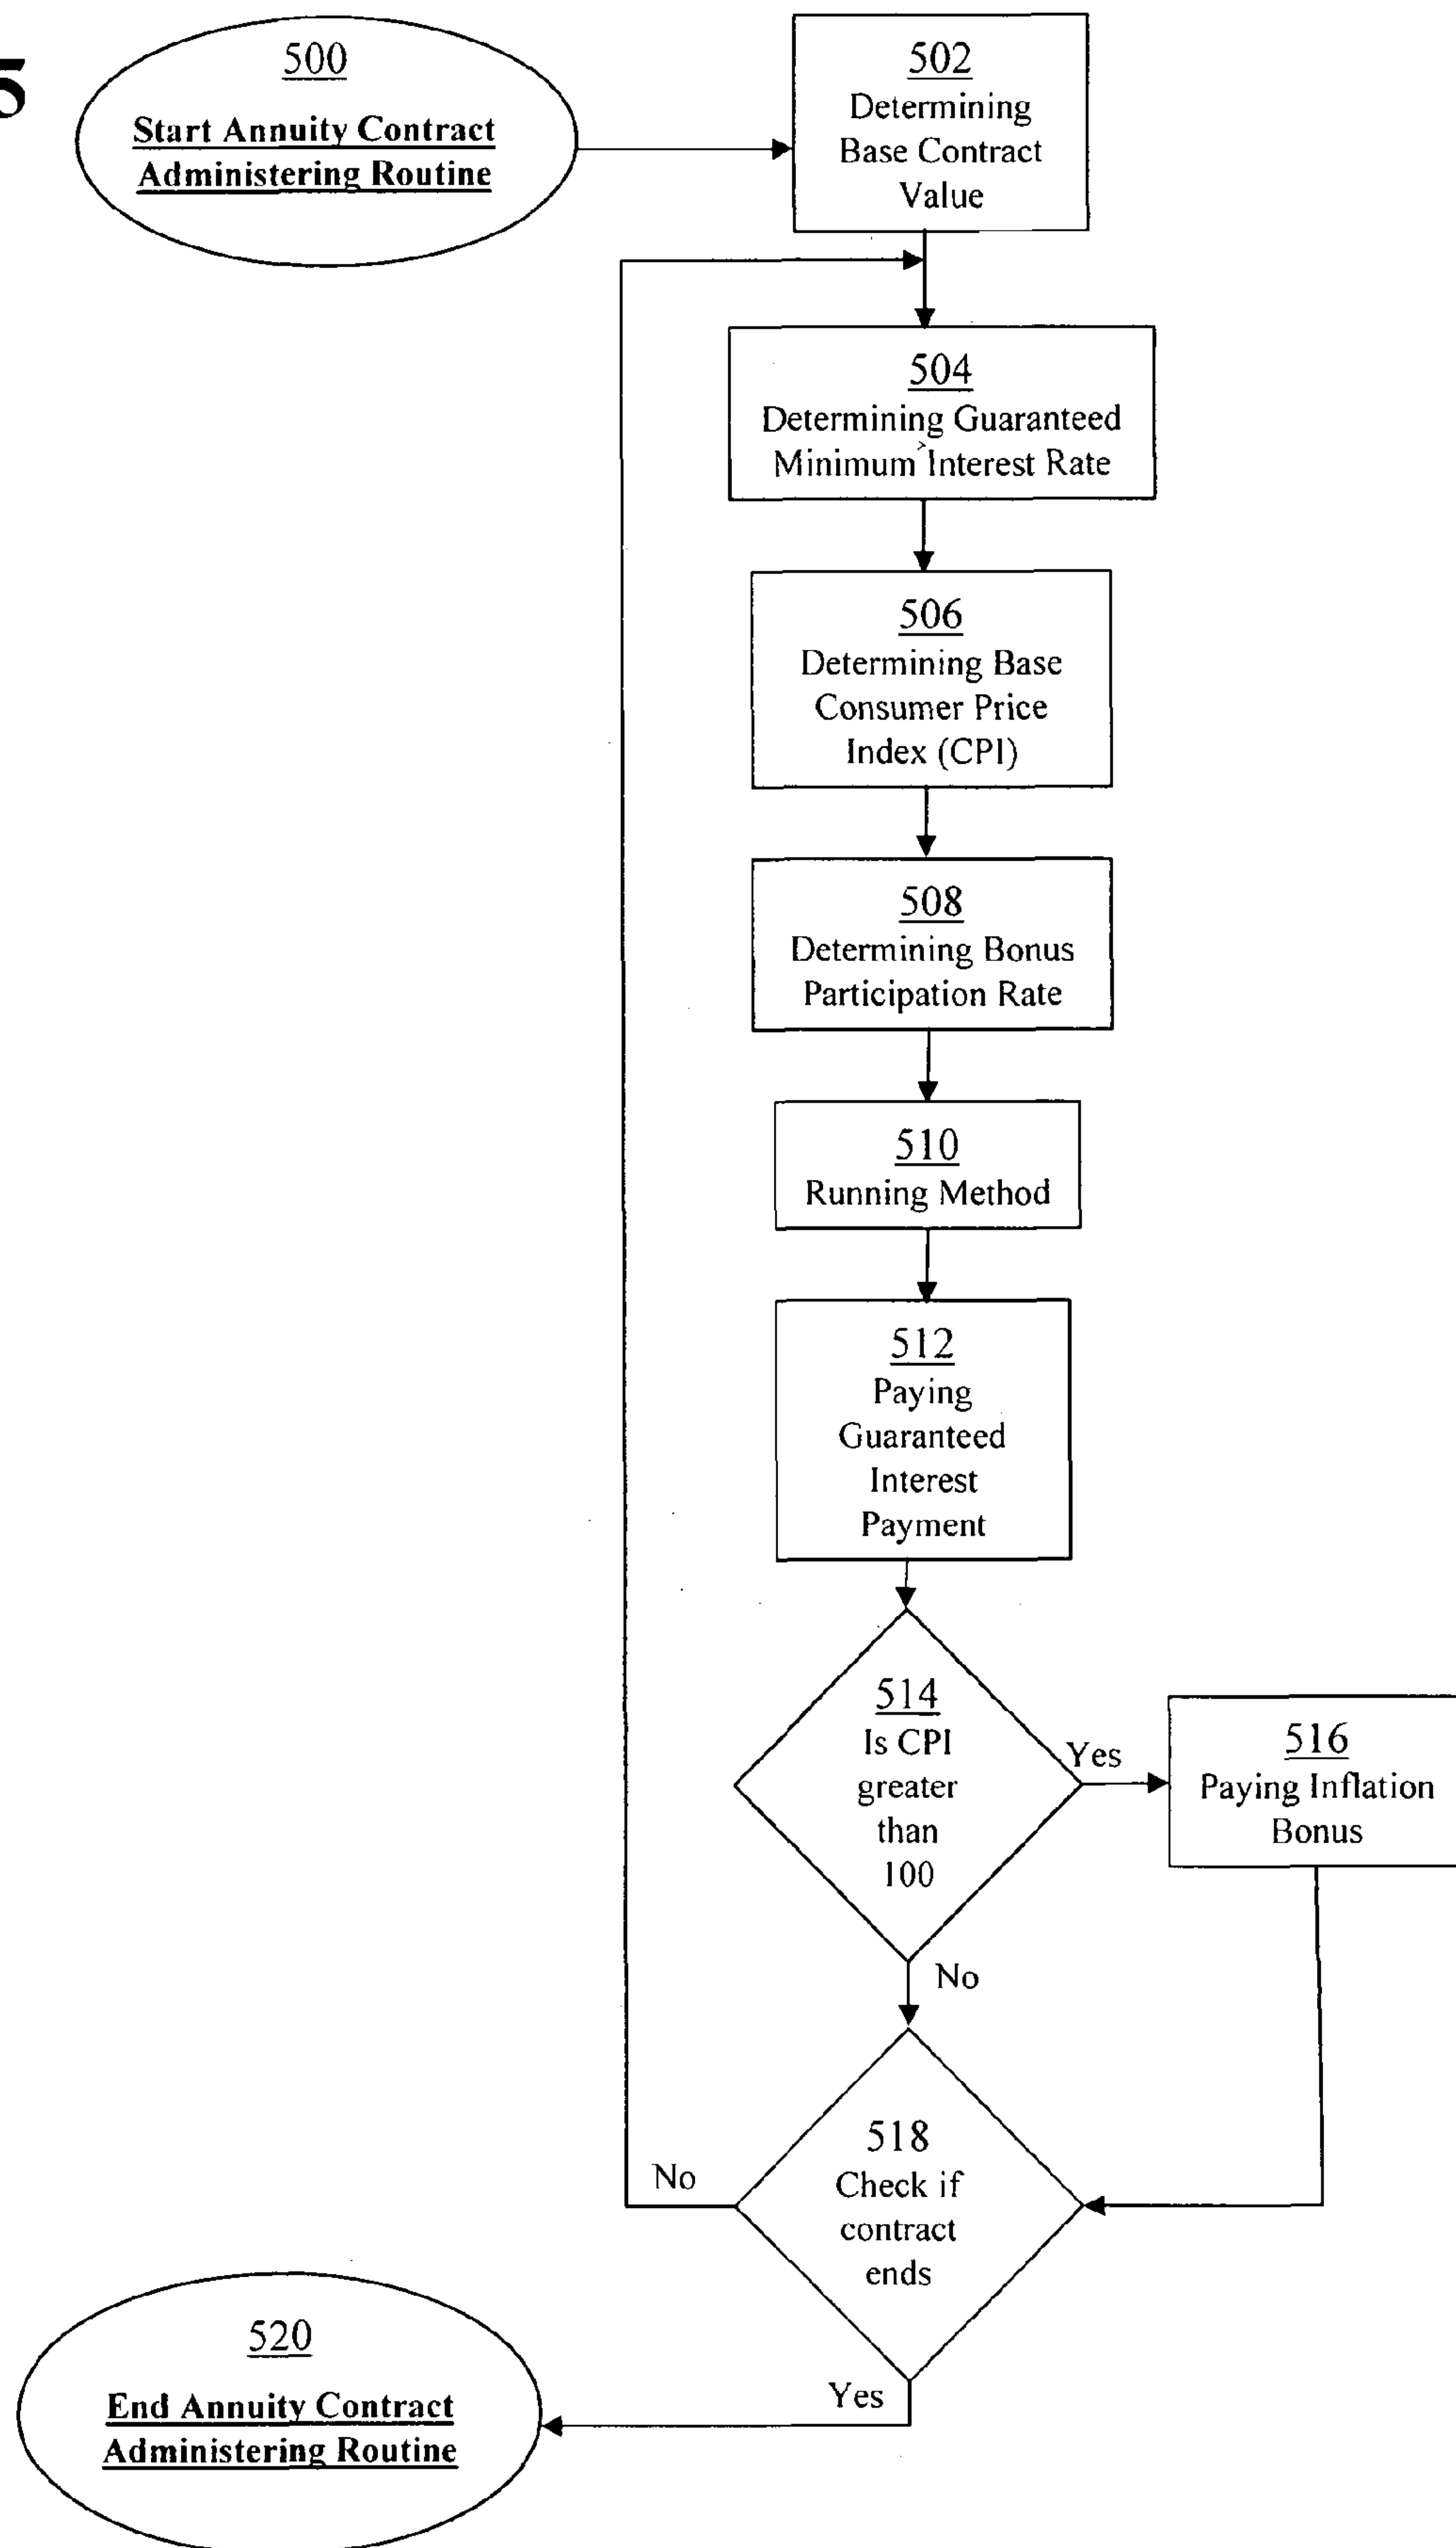 5
500
Start Annuity Contract
Administering Routine
502
Determining
Base Contract
Value
504
Determining Guaranteed
Minimum Interest Rate
506
Determining Base
Consumer Price
Index (CPI)
508
Determining Bonus
Participation Rate
510
Running Method
512
Paying
Guaranteed
Interest
Payment
514
Is CPI
greater
than
100
Yes
516
Paying Inflation
Bonus
No
518
Check if
contract
ends
No
Yes
520
End Annuity Contract
Administering Routine